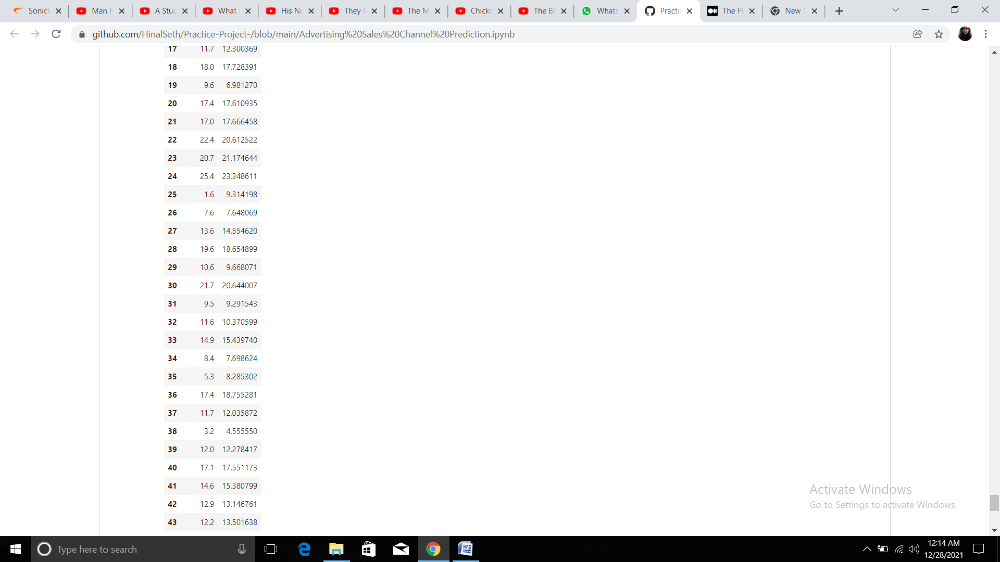 Sonic
Man H
A Stud
What
His Ne
They
The M
Chicke
The Ba
Whats
Practi
The Fl
New T
github.com/HinalSeth/Practice-Project-/blob/main/Advertising%20Sales%20Channel%20Prediction.ipynb
17 11.7 12.300369
18 18.0 17.728391
19 9.6 6.981270
20 17.4 17.610935
21 17.0 17.666458
22 22.4 20.612522
23 20.7 21.174644
24 25.4 23.348611
25 1.6 9.314198
26 7.6 7.648069
27 13.6 14.554620
28 19.6 18.654899
29 10.6 9.668071
30 21.7 20.644007
31 9.5 9.291543
32 11.6 10.370599
33 14.9 15.439740
34 8.4 7.698624
35 5.3 8.285302
36 17.4 18.755281
37 11.7 12.035872
38 3.2 4.555550
39 12.0 12.278417
40 17.1 17.551173
41 14.6 15.380799
42 12.9 13.146761
43 12.2 13.501638
Activate Windows
Go to Settings to activate Windows.
Type here to search
12:14 AM
12/28/2021